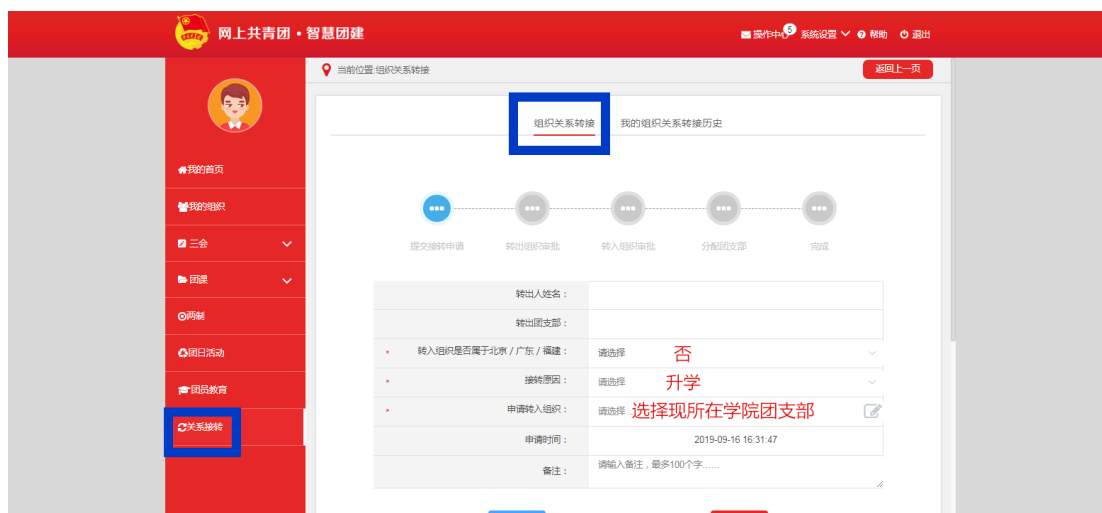 网上共青团・智慧团建
操作中心 5 系统设置 帮助 退出
当前位置:组织关系转接
返回上一页
组织关系转接 我的组织关系转接历史
我的首页
我的组织
三会
团课
两制
团日活动
团员教育
关系接转
提交接转申请 转出组织审批 转入组织审批 分配团支部 完成
转出人姓名：
转出团支部：
* 转入组织是否属于北京 / 广东 / 福建： 请选择 否
* 接转原因： 请选择 升学
* 申请转入组织： 请选择 选择现所在学院团支部
申请时间： 2019-09-16 16:31:47
备注： 请输入备注，最多100个字……